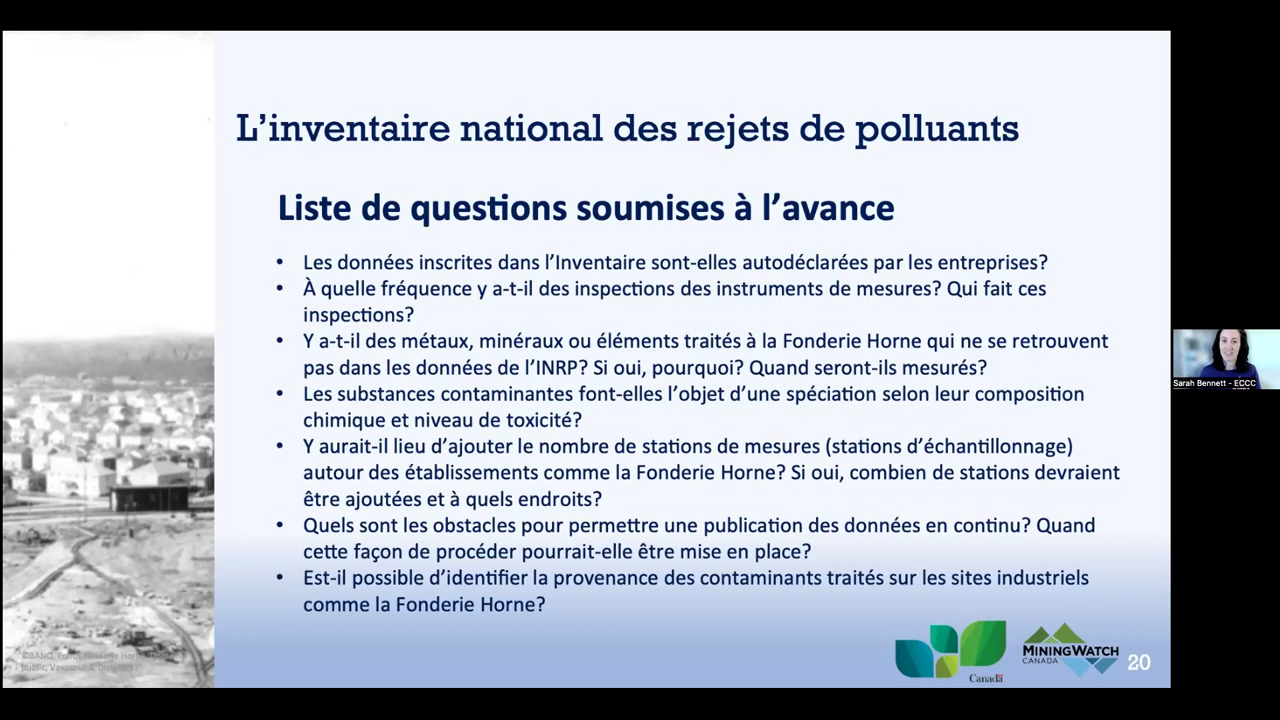 L'inventaire national des rejets de polluants
Liste de questions soumises à l'avance
• Les données inscrites dans l'Inventaire sont-elles autodéclarées par les entreprises?
• À quelle fréquence y a-t-il des inspections des instruments de mesures? Qui fait ces
inspections?
• Y a-t-il des métaux, minéraux ou éléments traités à la Fonderie Horne qui ne se retrouvent
pas dans les données de l'INRP? Si oui, pourquoi? Quand seront-ils mesurés?
• Les substances contaminantes font-elles l'objet d'une spéciation selon leur composition
chimique et niveau de toxicité?
• Y aurait-il lieu d'ajouter le nombre de stations de mesures (stations d'échantillonnage)
autour des établissements comme la Fonderie Horne? Si oui, combien de stations devraient
être ajoutées et à quels endroits?
• Quels sont les obstacles pour permettre une publication des données en continu? Quand
cette façon de procéder pourrait-elle être mise en place?
• Est-il possible d'identifier la provenance des contaminants traités sur les sites industriels
comme la Fonderie Horne?
Sarah Bennett - ECCC
©BANQ, Fonds
public,
Canada
MININGWATCH
CANADA
20